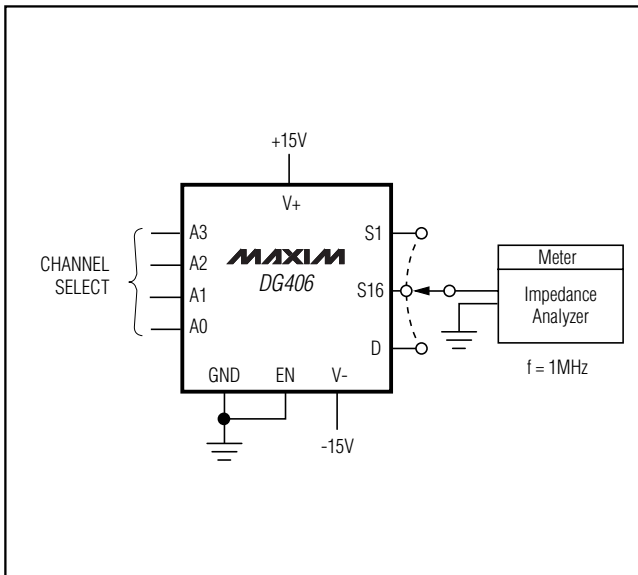 +15V
V+
A3
A2
A1
A0
CHANNEL
SELECT
MAXIM
DG406
S1
S16
D
GND
EN
V-
-15V
Meter
Impedance
Analyzer
f = 1MHz